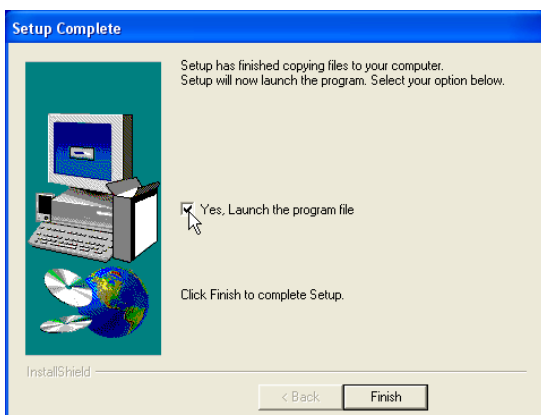 Setup Complete
Setup has finished copying files to your computer.
Setup will now launch the program. Select your option below.
Yes, Launch the program file
Click Finish to complete Setup.
InstallShield
< Back
Finish